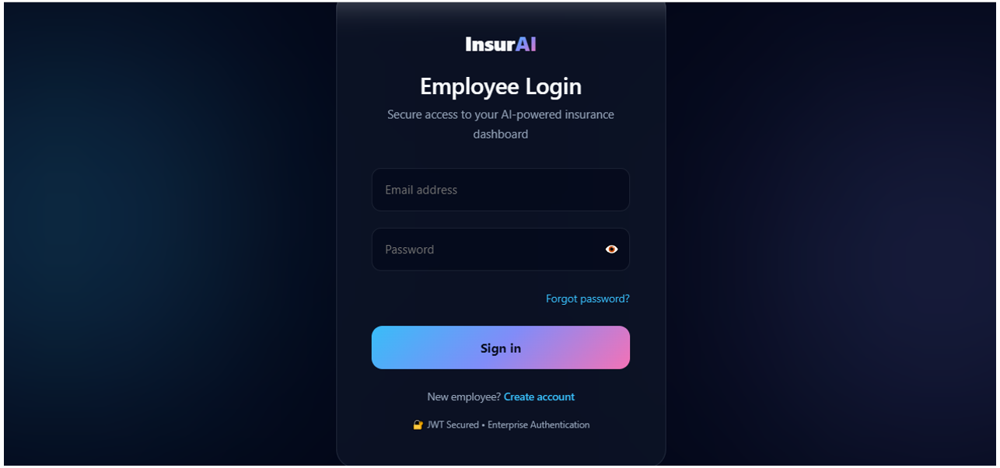 InsurAI
Employee Login
Secure access to your AI-powered insurance
dashboard
Email address
Password
Forgot password?
Sign in
New employee? Create account
🔐 JWT Secured • Enterprise Authentication